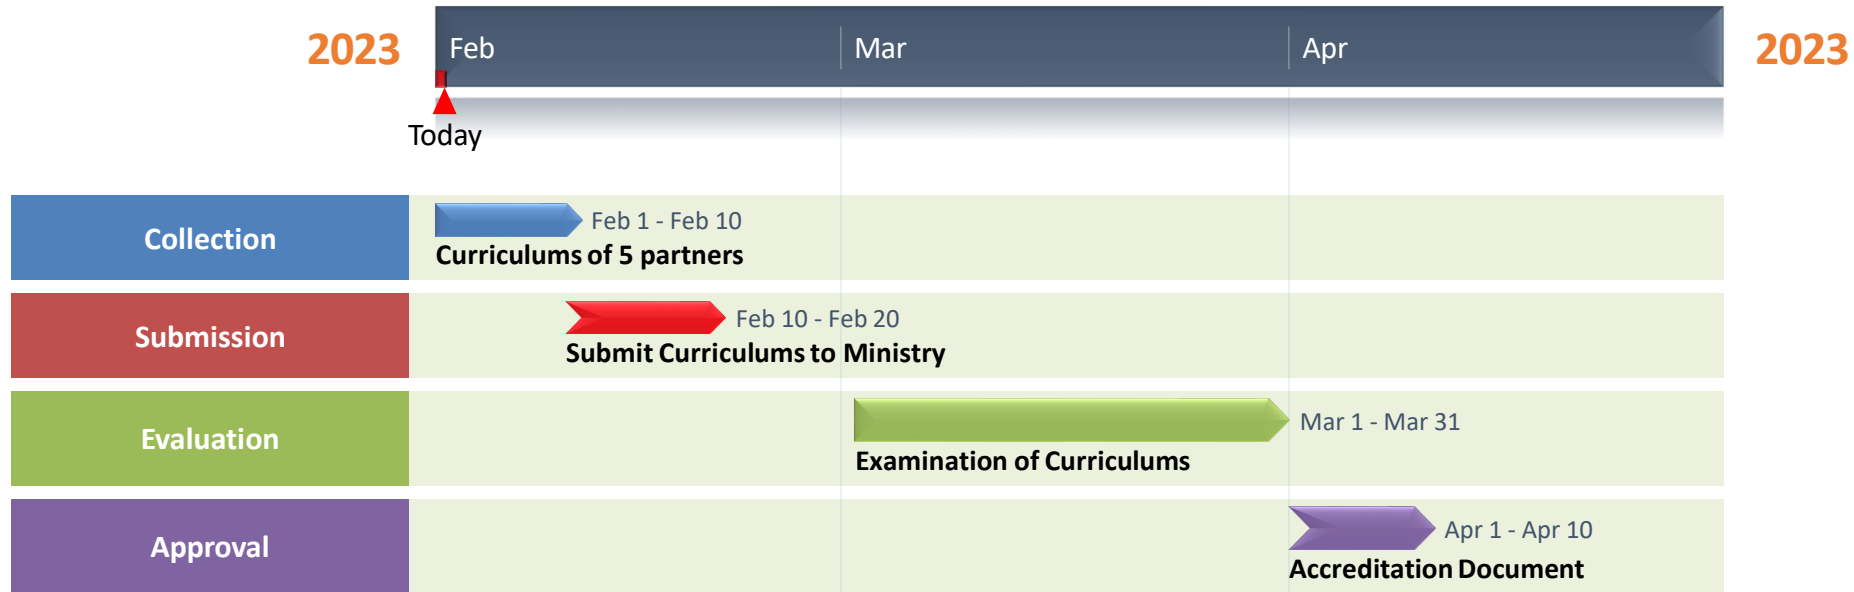 2023
Feb
Mar
Apr
2023
Today
Collection
Feb 1 - Feb 10
Curriculums of 5 partners
Submission
Feb 10 - Feb 20
Submit Curriculums to Ministry
Evaluation
Mar 1 - Mar 31
Examination of Curriculums
Approval
Apr 1 - Apr 10
Accreditation Document